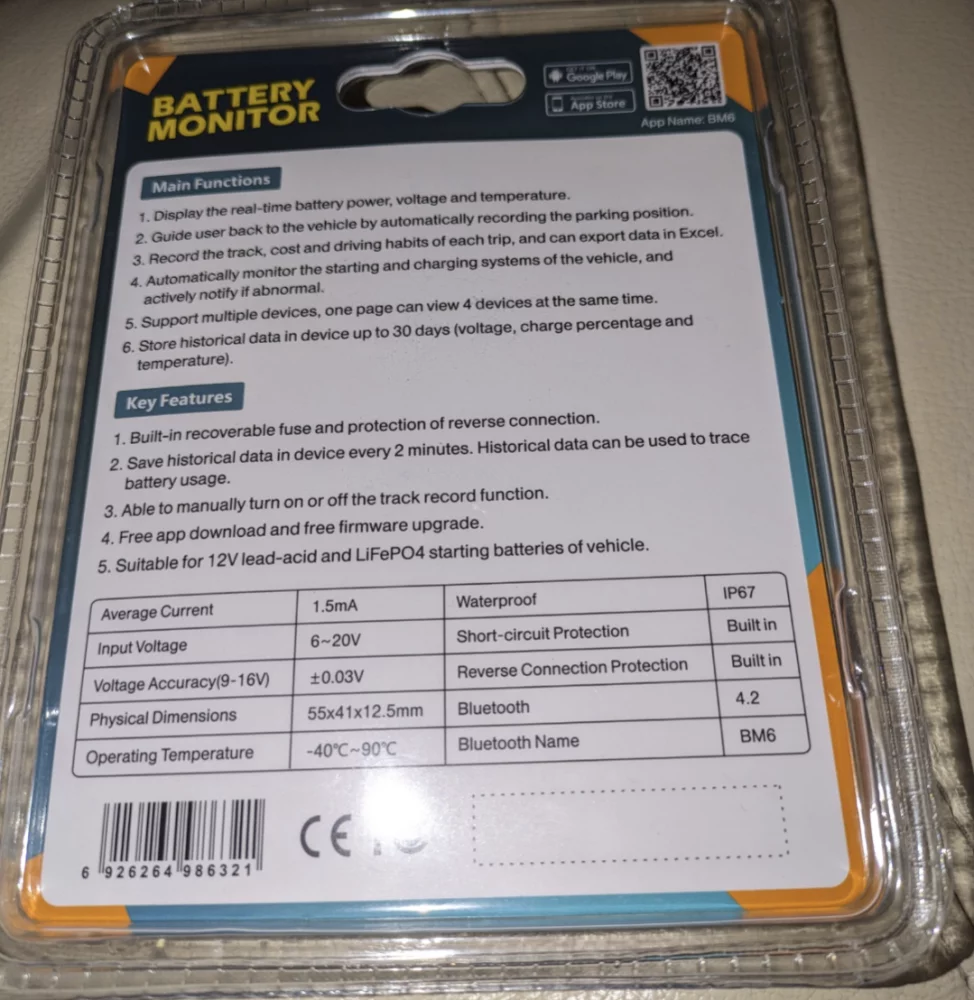 BATTERY
MONITOR
GET IT ON
Google Play
App Store
App Name: BM6
Main Functions
1. Display the real-time battery power, voltage and temperature.
2. Guide user back to the vehicle by automatically recording the parking position.
3. Record the track, cost and driving habits of each trip, and can export data in Excel.
4. Automatically monitor the starting and charging systems of the vehicle, and
actively notify if abnormal.
5. Support multiple devices, one page can view 4 devices at the same time.
6. Store historical data in device up to 30 days (voltage, charge percentage and
temperature).
Key Features
1. Built-in recoverable fuse and protection of reverse connection.
2. Save historical data in device every 2 minutes. Historical data can be used to trace
battery usage.
3. Able to manually turn on or off the track record function.
4. Free app download and free firmware upgrade.
5. Suitable for 12V lead-acid and LiFePO4 starting batteries of vehicle.
Average Current 1.5mA Waterproof IP67
Input Voltage 6~20V Short-circuit Protection Built in
Voltage Accuracy(9-16V) ±0.03V Reverse Connection Protection Built in
Physical Dimensions 55x41x12.5mm Bluetooth 4.2
Operating Temperature -40℃~90℃ Bluetooth Name BM6
CE
6 926264 986321